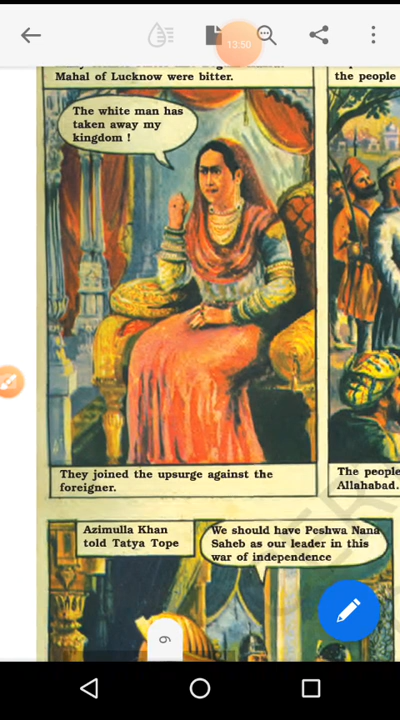 13:50
Mahal of Lucknow were bitter.
the people
The white man has
taken away my
kingdom !
They joined the upsurge against the
foreigner.
The people
Allahabad.
Azimulla Khan
told Tatya Tope
We should have Peshwa Nana
Saheb as our leader in this
war of independence
6